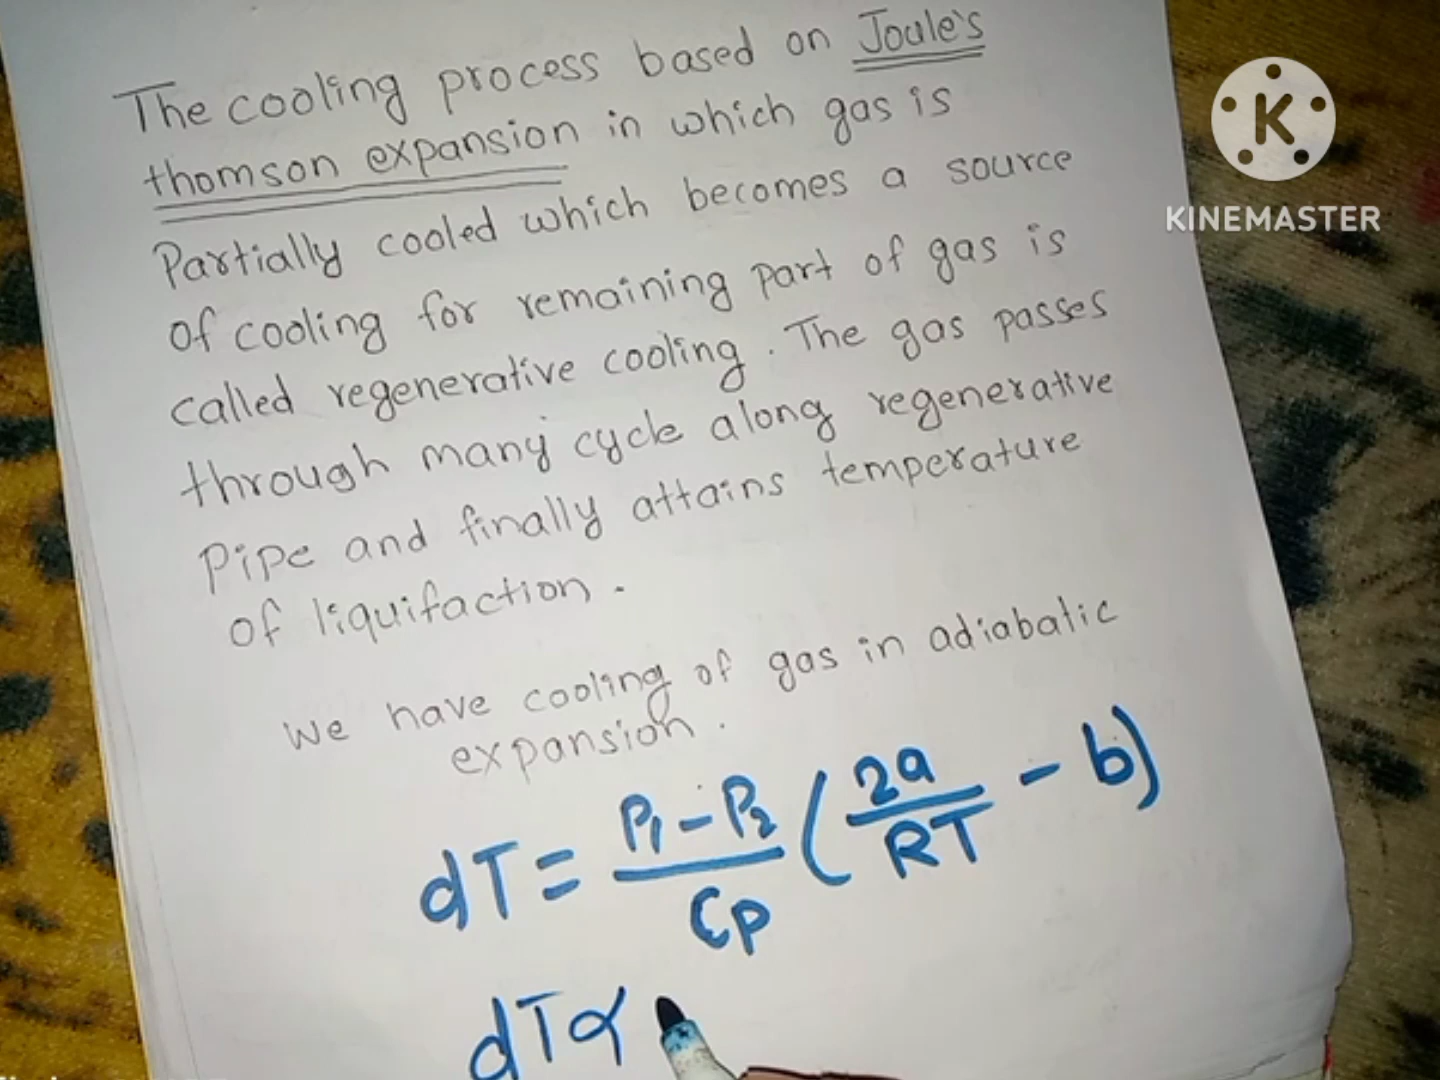 The cooling process based on Joule's
thomson expansion in which gas is
Partially cooled which becomes a source
of cooling for remaining part of gas is
called regenerative cooling. The gas passes
through many cycle along regenerative
Pipe and finally attains temperature
of liquifaction.
We have cooling of gas in adiabatic
expansion.
dT = P₁ - P₂ / Cp ( 2a / RT - b)
dT ∝
K
KINEMASTER